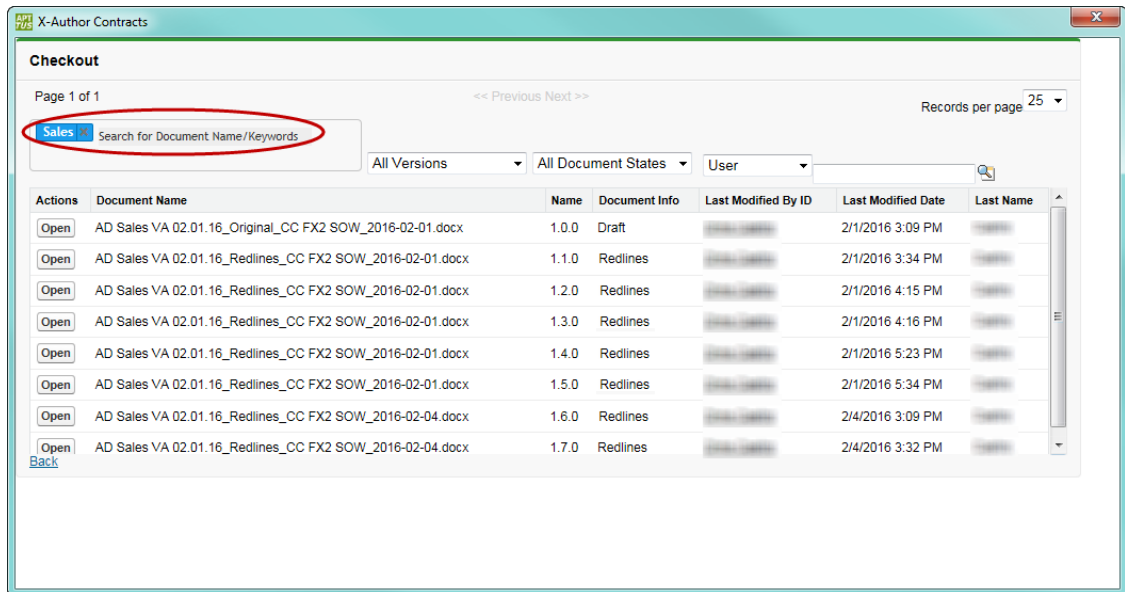 APT TUS X-Author Contracts x
Checkout
Page 1 of 1 << Previous Next >> Records per page 25
Sales x Search for Document Name/Keywords
All Versions All Document States User
Actions Document Name Name Document Info Last Modified By ID Last Modified Date Last Name
Open AD Sales VA 02.01.16_Original_CC FX2 SOW_2016-02-01.docx 1.0.0 Draft 2/1/2016 3:09 PM
Open AD Sales VA 02.01.16_Redlines_CC FX2 SOW_2016-02-01.docx 1.1.0 Redlines 2/1/2016 3:34 PM
Open AD Sales VA 02.01.16_Redlines_CC FX2 SOW_2016-02-01.docx 1.2.0 Redlines 2/1/2016 4:15 PM
Open AD Sales VA 02.01.16_Redlines_CC FX2 SOW_2016-02-01.docx 1.3.0 Redlines 2/1/2016 4:16 PM
Open AD Sales VA 02.01.16_Redlines_CC FX2 SOW_2016-02-01.docx 1.4.0 Redlines 2/1/2016 5:23 PM
Open AD Sales VA 02.01.16_Redlines_CC FX2 SOW_2016-02-01.docx 1.5.0 Redlines 2/1/2016 5:34 PM
Open AD Sales VA 02.01.16_Redlines_CC FX2 SOW_2016-02-04.docx 1.6.0 Redlines 2/4/2016 3:09 PM
Open AD Sales VA 02.01.16_Redlines_CC FX2 SOW_2016-02-04.docx 1.7.0 Redlines 2/4/2016 3:32 PM
Back